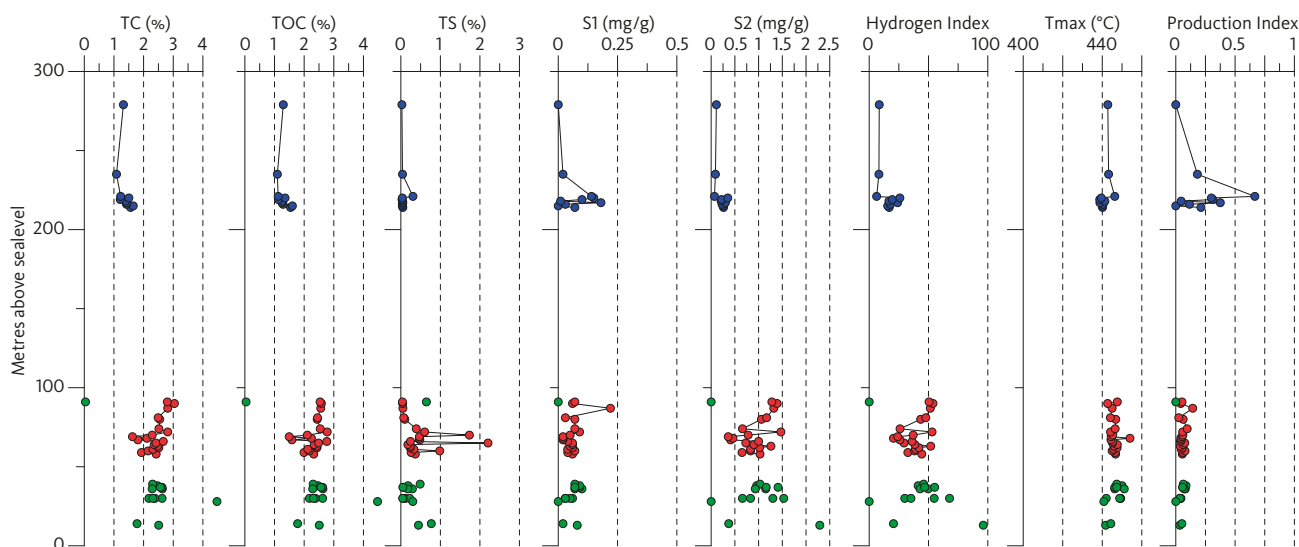 TC (%) TOC (%) TS (%) S1 (mg/g) S2 (mg/g) Hydrogen Index Tmax (°C) Production Index
0 1 2 3 4 0 1 2 3 4 0 1 2 3 0 0.25 0.5 0 0.5 1 1.5 2 2.5 0 100 400 440 0 0.5 1
300
200
100
0
Metres above sealevel